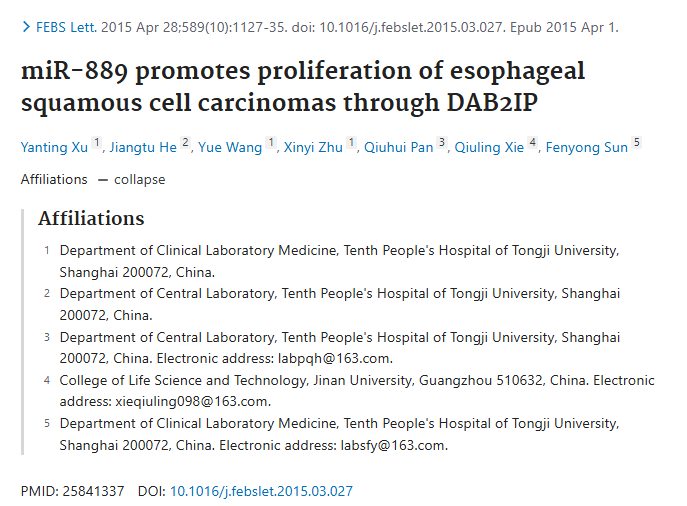 FEBS Lett. 2015 Apr 28;589(10):1127-35. doi: 10.1016/j.febslet.2015.03.027. Epub 2015 Apr 1.
miR-889 promotes proliferation of esophageal
squamous cell carcinomas through DAB2IP
Yanting Xu 1, Jiangtu He 2, Yue Wang 1, Xinyi Zhu 1, Qiuhui Pan 3, Qiuling Xie 4, Fenyong Sun 5
Affiliations — collapse
Affiliations
1 Department of Clinical Laboratory Medicine, Tenth People's Hospital of Tongji University,
Shanghai 200072, China.
2 Department of Central Laboratory, Tenth People's Hospital of Tongji University, Shanghai
200072, China.
3 Department of Central Laboratory, Tenth People's Hospital of Tongji University, Shanghai
200072, China. Electronic address: labpqh@163.com.
4 College of Life Science and Technology, Jinan University, Guangzhou 510632, China. Electronic
address: xieqiuling098@163.com.
5 Department of Clinical Laboratory Medicine, Tenth People's Hospital of Tongji University,
Shanghai 200072, China. Electronic address: labsfy@163.com.
PMID: 25841337 DOI: 10.1016/j.febslet.2015.03.027